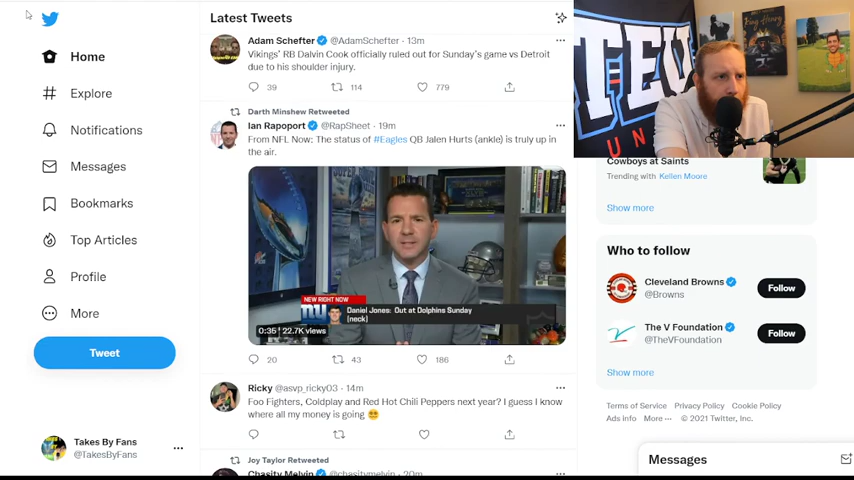 Latest Tweets
Home
Explore
Notifications
Messages
Bookmarks
Top Articles
Profile
More
Tweet
Takes By Fans
@TakesByFans
Adam Schefter @AdamSchefter · 13m
Vikings' RB Dalvin Cook officially ruled out for Sunday's game vs Detroit
due to his shoulder injury.
39 114 779
Darth Minshew Retweeted
Ian Rapoport @RapSheet · 19m
From NFL Now: The status of #Eagles QB Jalen Hurts (ankle) is truly up in
the air.
NEW RIGHT NOW
Daniel Jones: Out at Dolphins Sunday
(neck)
0:35 22.7K views
20 43 186
Ricky @asvp_ricky03 · 14m
Foo Fighters, Coldplay and Red Hot Chili Peppers next year? I guess I know
where all my money is going
Joy Taylor Retweeted
Chasity Melvin @chasitymelvin · 20m
Cowboys at Saints
Trending with Kellen Moore
Show more
Who to follow
Cleveland Browns
@Browns
Follow
The V Foundation
@TheVFoundation
Follow
Show more
Terms of Service Privacy Policy Cookie Policy
Ads info More ··· © 2021 Twitter, Inc.
Messages